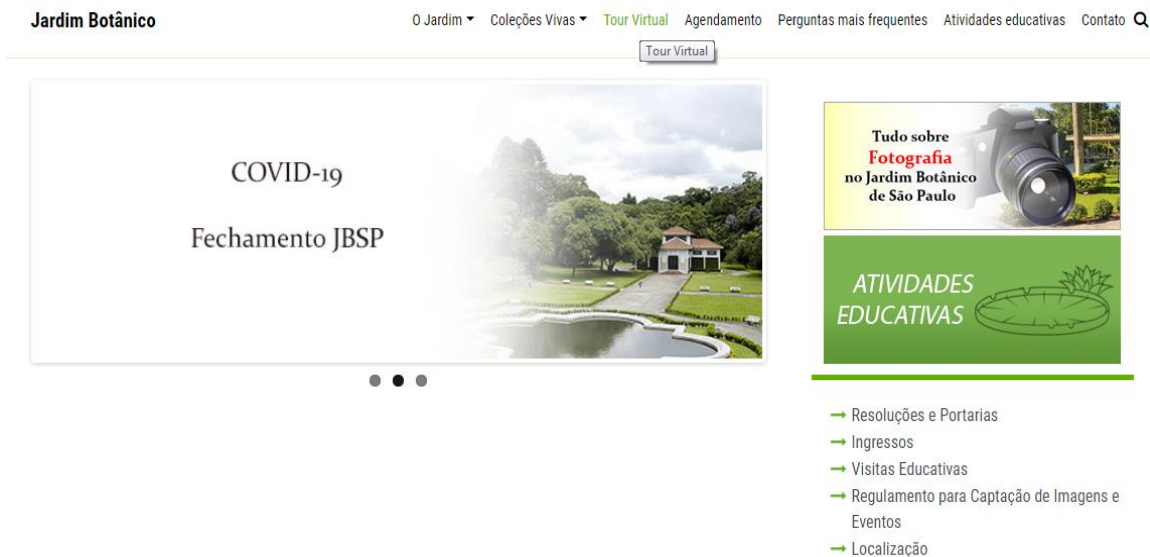 Jardim Botânico
O Jardim Coleções Vivas Tour Virtual Agendamento Perguntas mais frequentes Atividades educativas Contato
Tour Virtual
COVID-19
Fechamento JBSP
Tudo sobre
Fotografia
no Jardim Botânico
de São Paulo
ATIVIDADES
EDUCATIVAS
Resoluções e Portarias
Ingressos
Visitas Educativas
Regulamento para Captação de Imagens e
Eventos
Localização